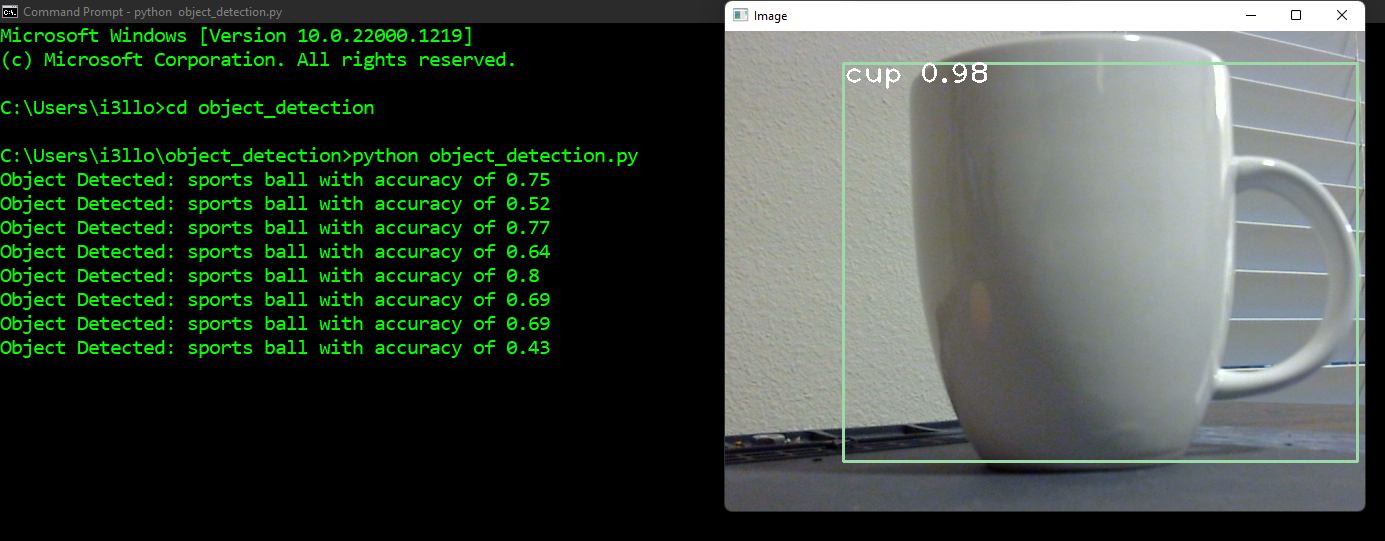 Command Prompt - python object_detection.py
Microsoft Windows [Version 10.0.22000.1219]
(c) Microsoft Corporation. All rights reserved.
C:\Users\i3llo>cd object_detection
C:\Users\i3llo\object_detection>python object_detection.py
Object Detected: sports ball with accuracy of 0.75
Object Detected: sports ball with accuracy of 0.52
Object Detected: sports ball with accuracy of 0.77
Object Detected: sports ball with accuracy of 0.64
Object Detected: sports ball with accuracy of 0.8
Object Detected: sports ball with accuracy of 0.69
Object Detected: sports ball with accuracy of 0.69
Object Detected: sports ball with accuracy of 0.43
Image
cup 0.98